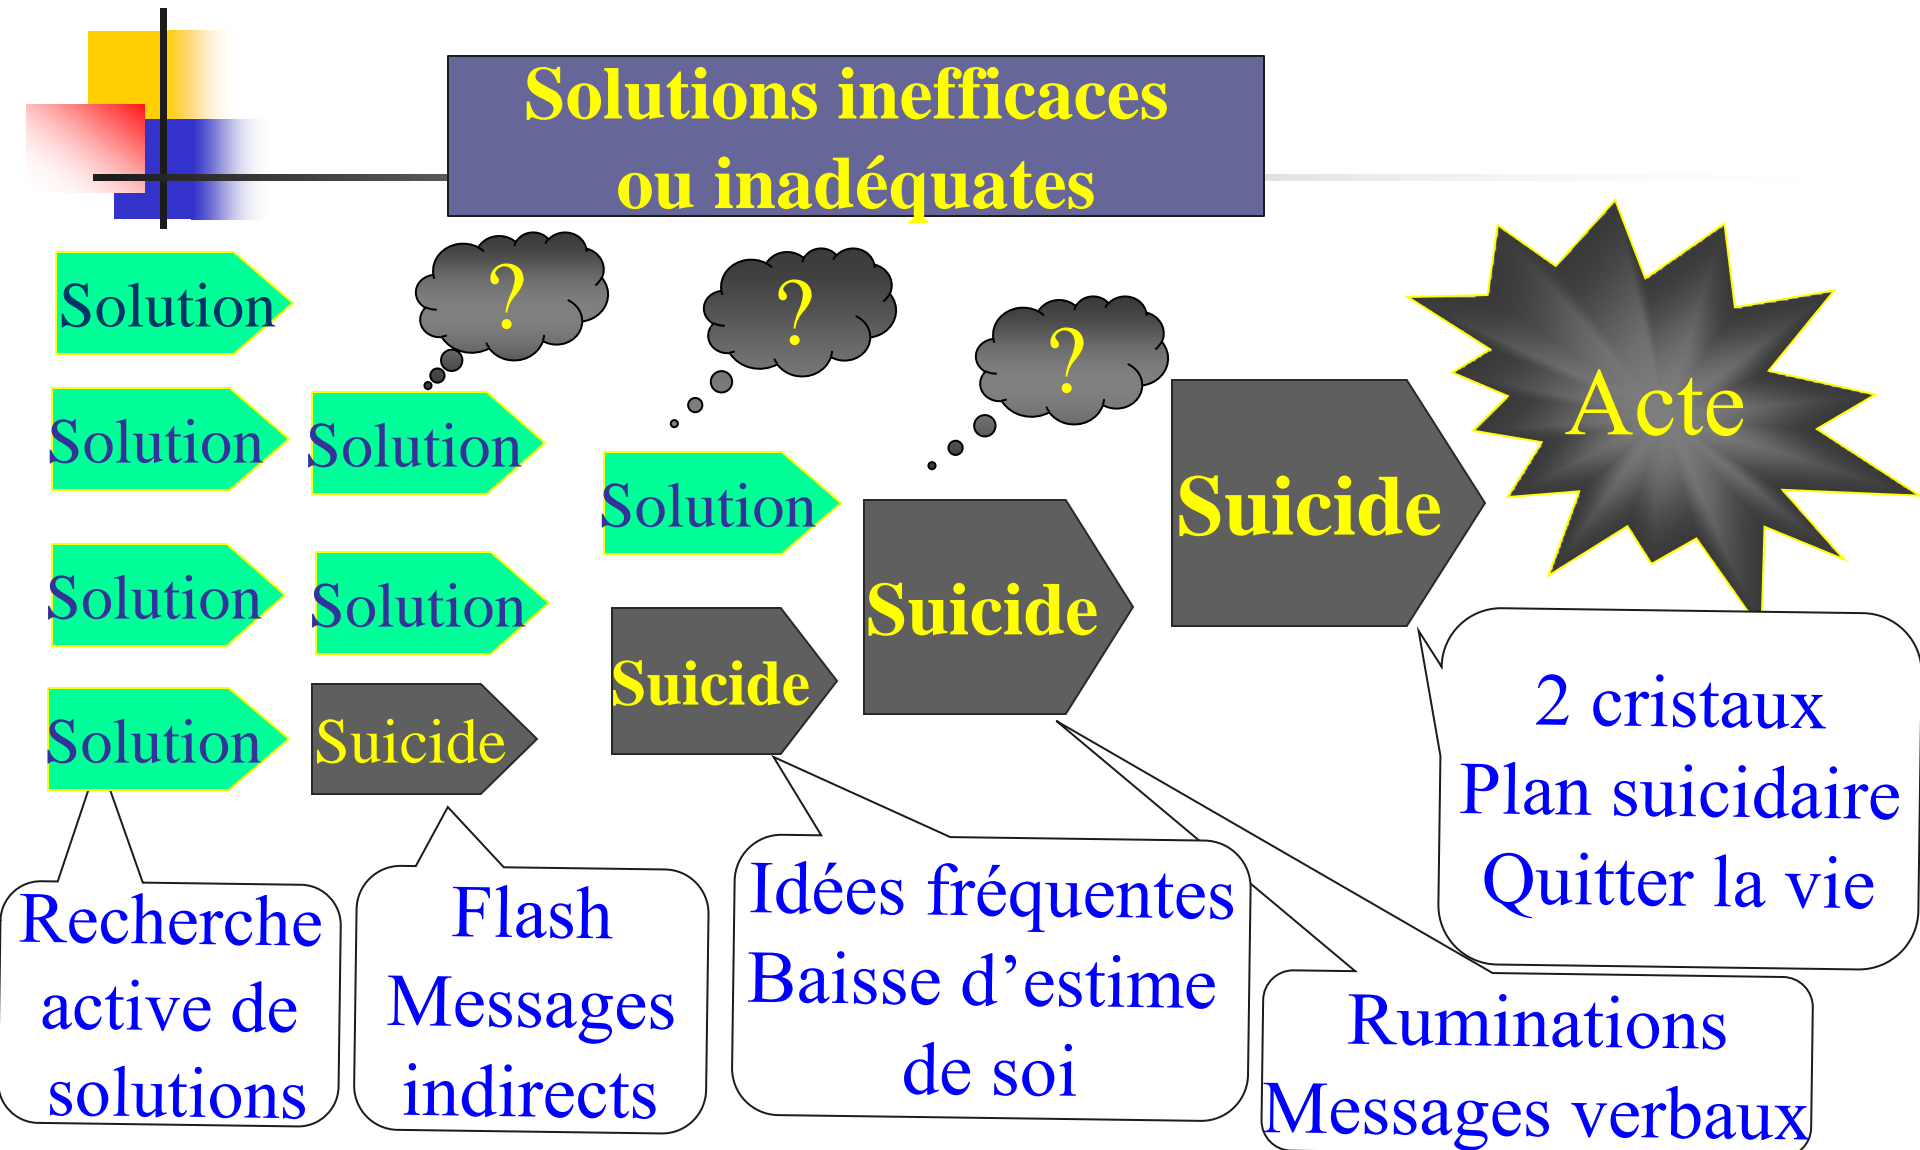 Solutions inefficaces
ou inadéquates
Solution
?
?
?
Solution
Solution
Solution
Suicide
Acte
Solution
Solution
Suicide
Suicide
Solution
Suicide
2 cristaux
Plan suicidaire
Quitter la vie
Recherche
active de
solutions
Flash
Messages
indirects
Idées fréquentes
Baisse d’estime
de soi
Ruminations
Messages verbaux